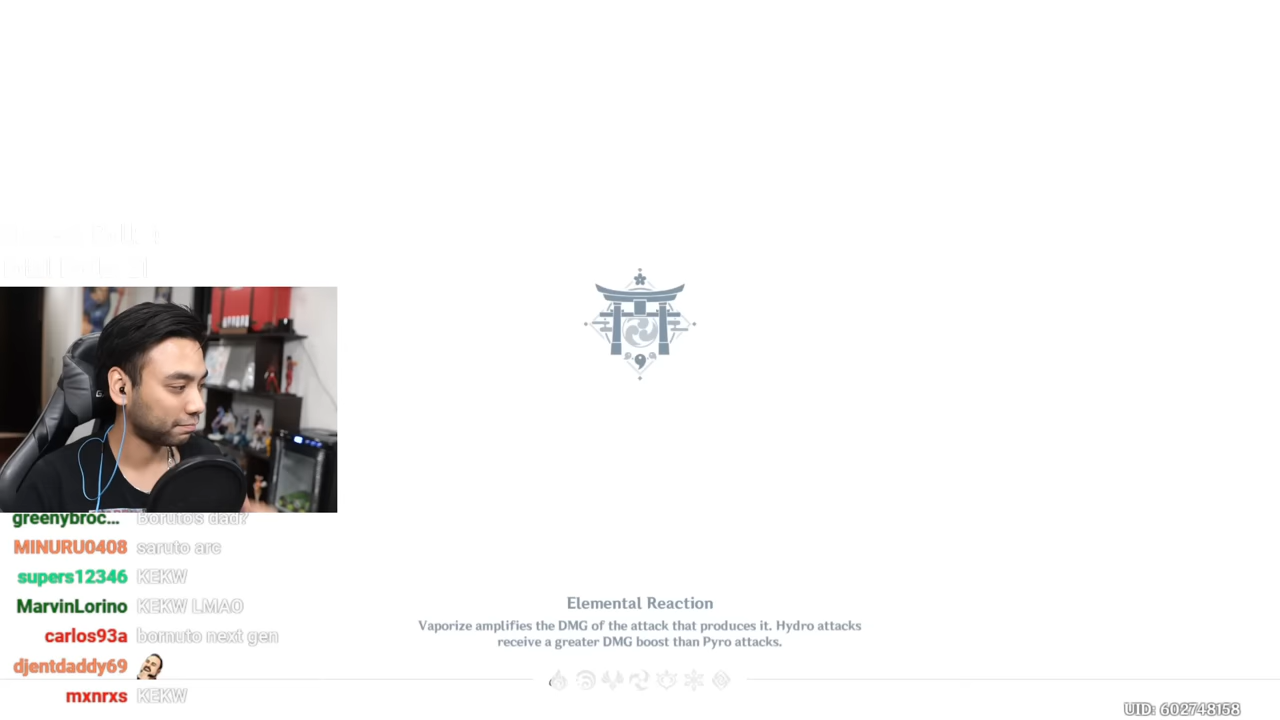 greenybroc... Boruto's dad?
MINURU0408 saruto arc
supers12346 KEKW
MarvinLorino KEKW LMAO
carlos93a bornuto next gen
djentdaddy69
mxnrxs KEKW
Elemental Reaction
Vaporize amplifies the DMG of the attack that produces it. Hydro attacks
receive a greater DMG boost than Pyro attacks.
UID: 602748158